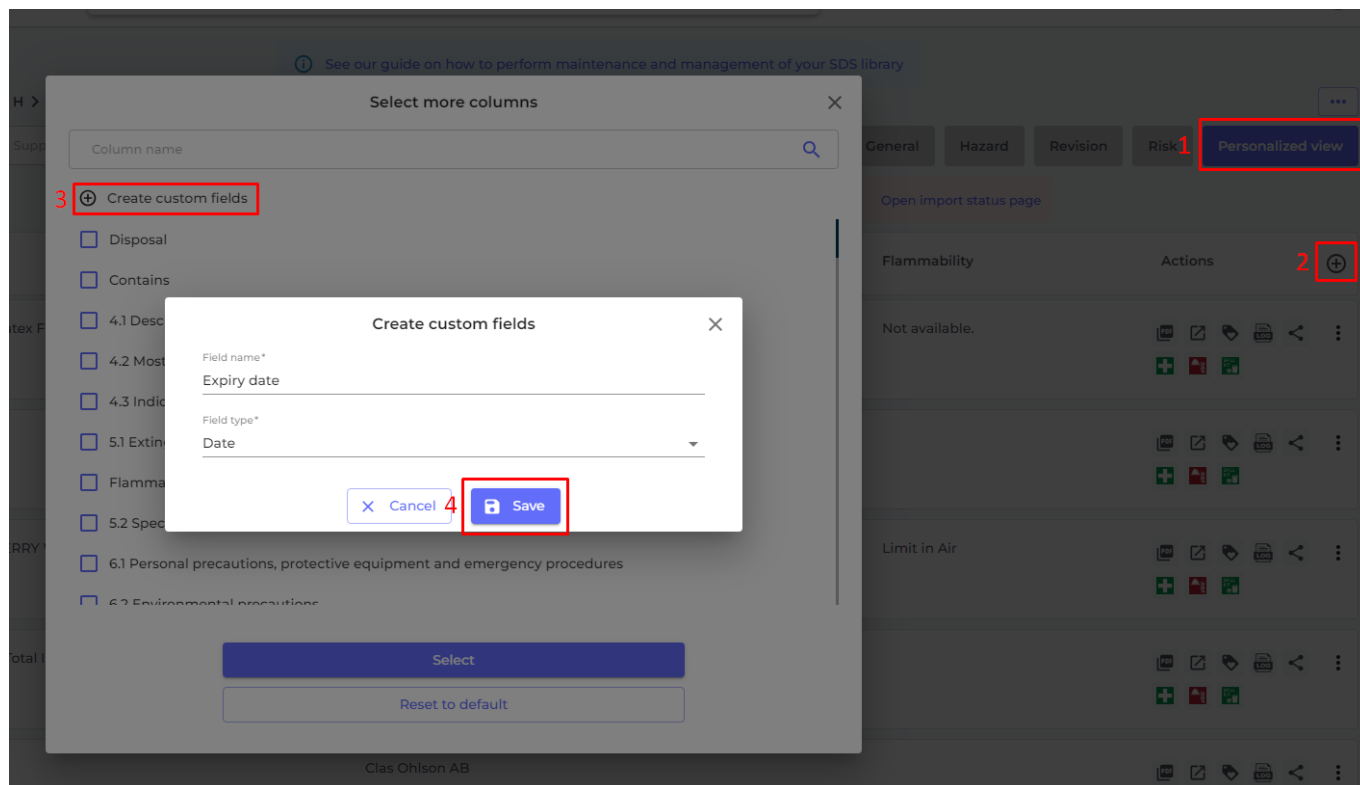 See our guide on how to perform maintenance and management of your SDS library
H >
Select more columns
Supp
Column name
General
Hazard
Revision
Risk
1
Personalized view
3
Create custom fields
Open import status page
Disposal
Flammability
Actions
2
Contains
4.1 Desc
Create custom fields
atex F
Not available.
4.2 Most
Field name*
Expiry date
4.3 Indic
Field type*
5.1 Extin
Date
Flamma
Cancel
4
Save
5.2 Spec
ERRY
Limit in Air
6.1 Personal precautions, protective equipment and emergency procedures
6.2 Environmental precautions
Total I
Select
Reset to default
Clas Ohlson AB